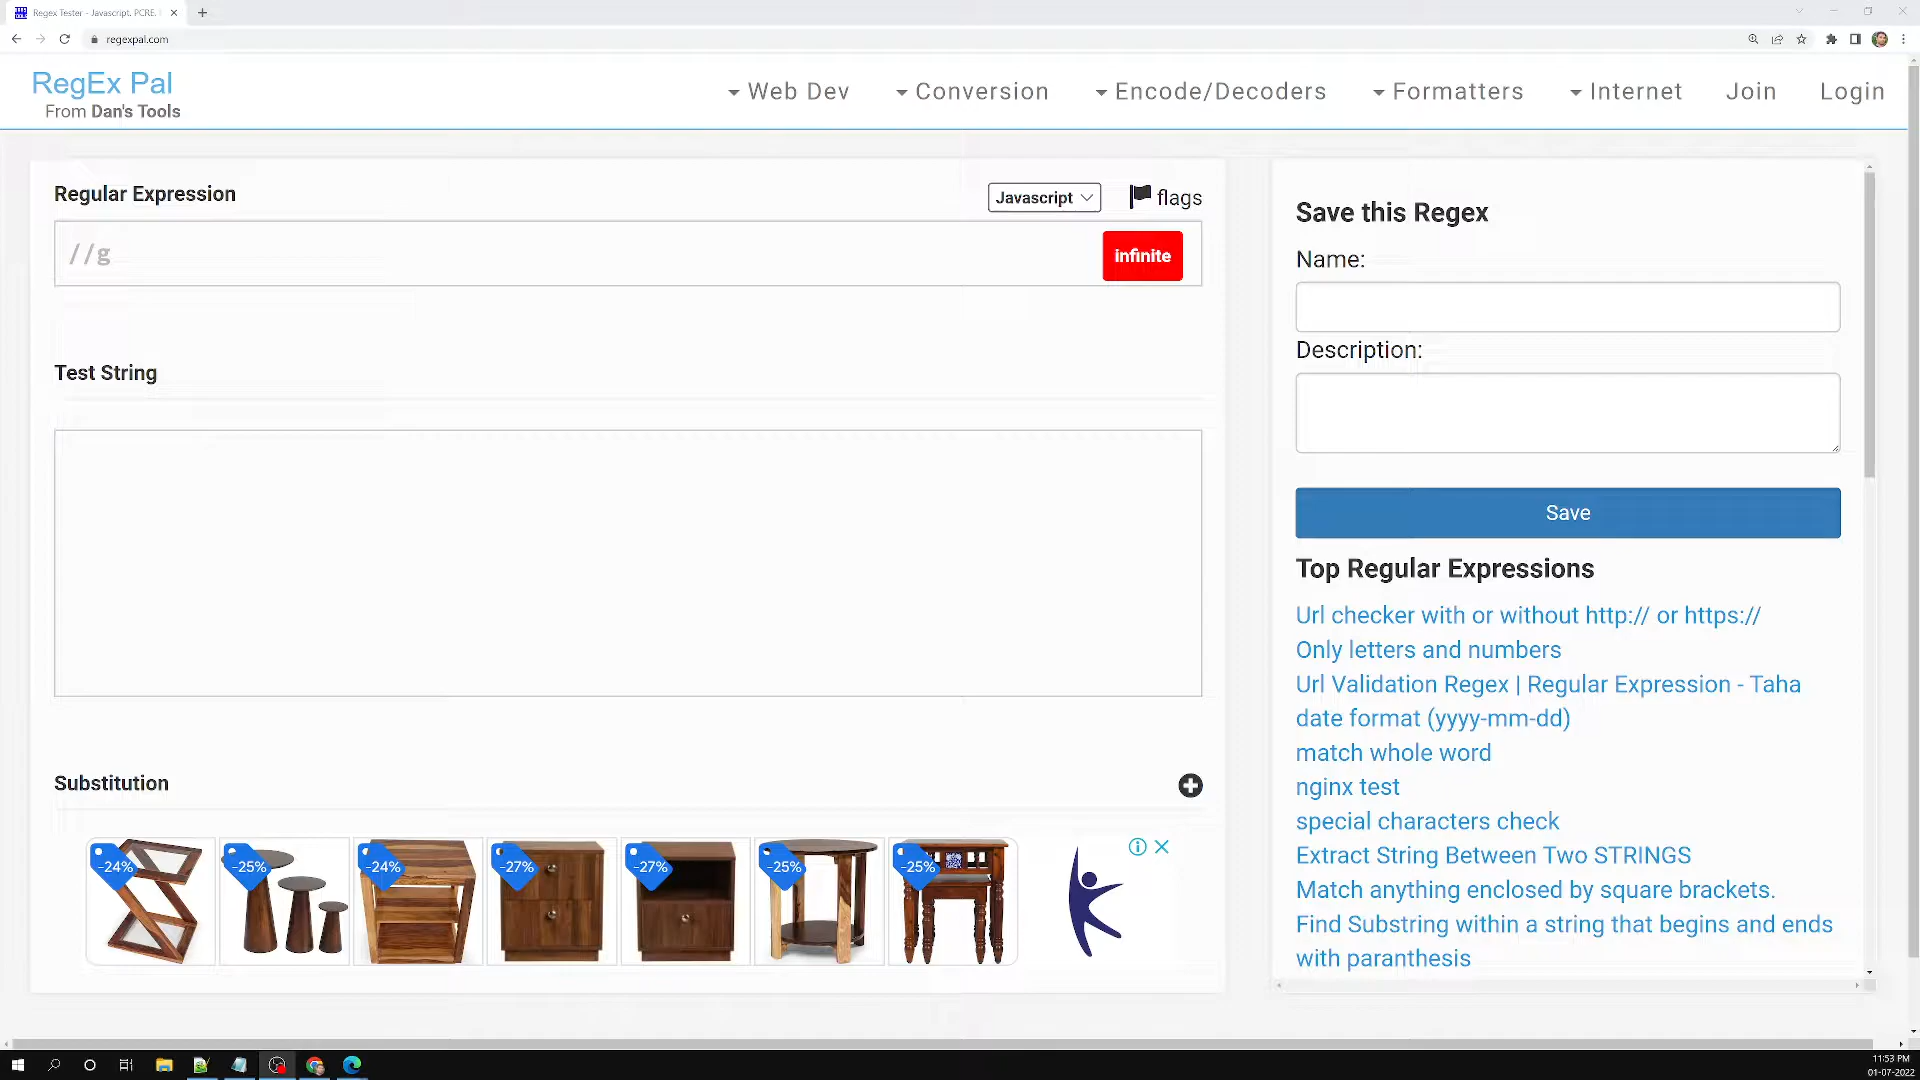 Regex Tester - Javascript, PCRE,
regexpal.com
RegEx Pal
From Dan's Tools
Web Dev
Conversion
Encode/Decoders
Formatters
Internet
Join
Login
Regular Expression
Javascript
flags
//g
infinite
Test String
Substitution
-24%
-25%
-24%
-27%
-27%
-25%
-25%
Save this Regex
Name:
Description:
Save
Top Regular Expressions
Url checker with or without http:// or https://
Only letters and numbers
Url Validation Regex | Regular Expression - Taha
date format (yyyy-mm-dd)
match whole word
nginx test
special characters check
Extract String Between Two STRINGS
Match anything enclosed by square brackets.
Find Substring within a string that begins and ends
with paranthesis
11:53 PM
01-07-2022